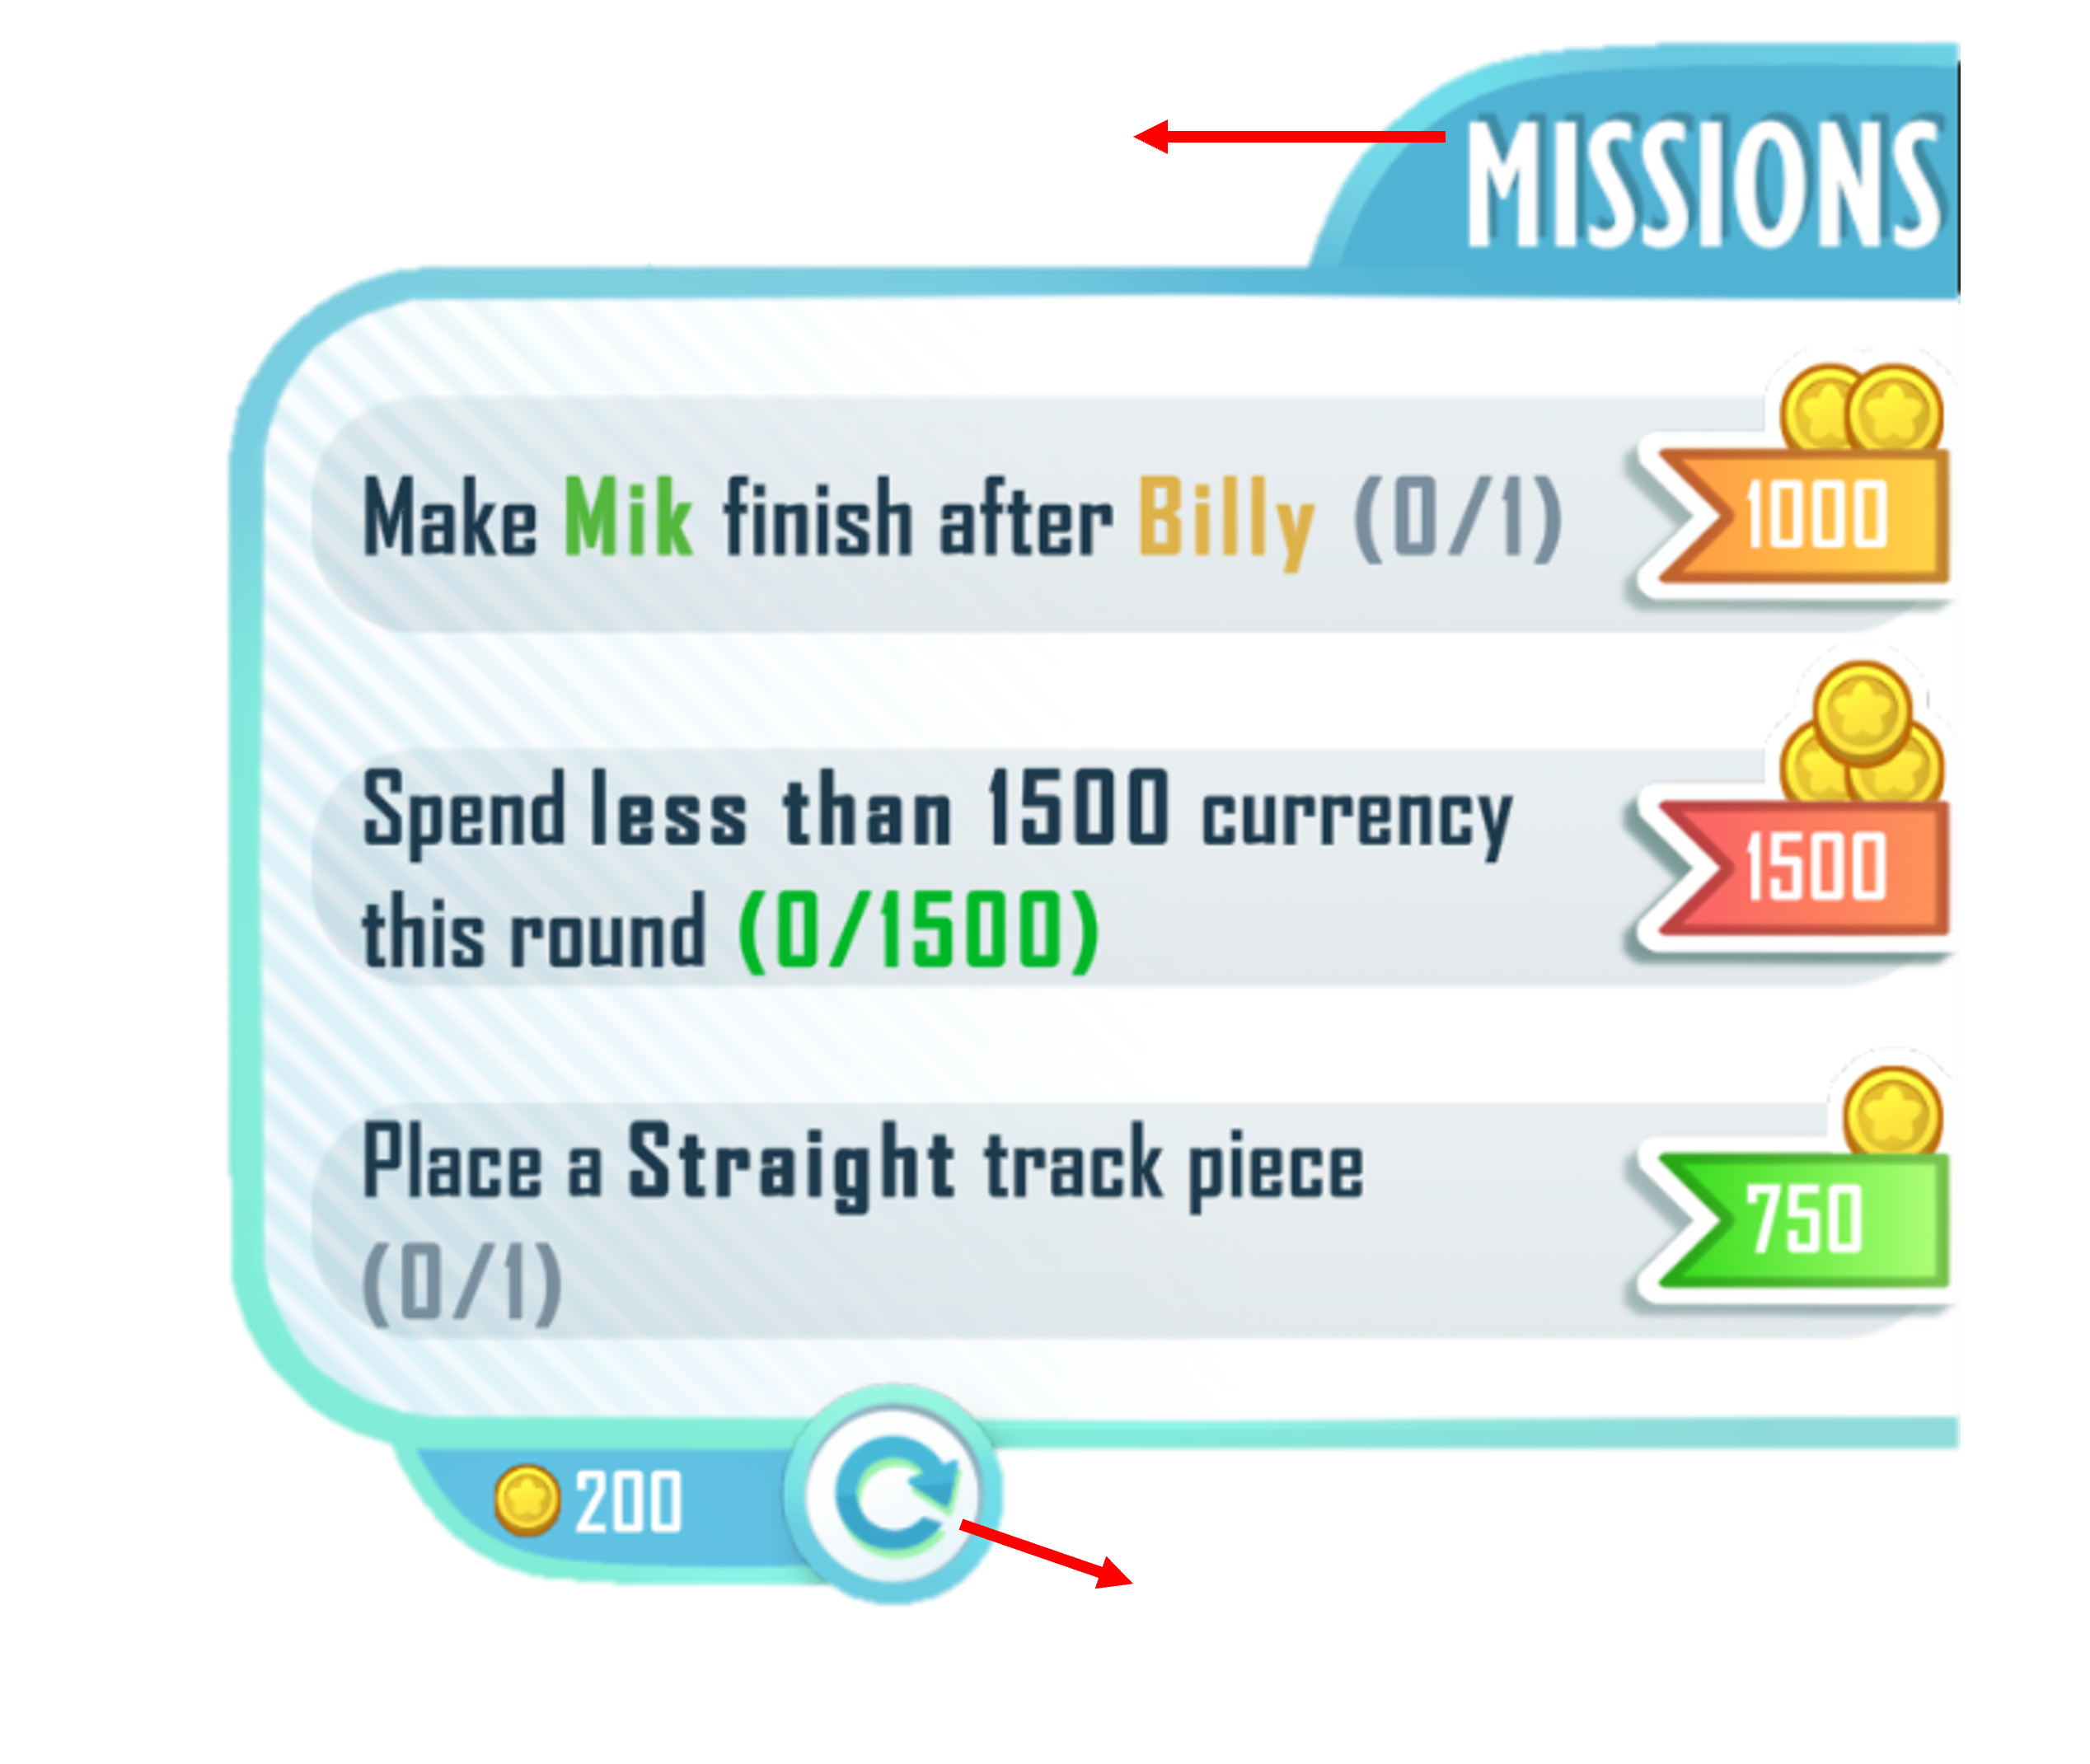 MISSIONS
Make Mik finish after Billy (0/1)
1000
Spend less than 1500 currency
this round (0/1500)
1500
Place a Straight track piece
(0/1)
750
200